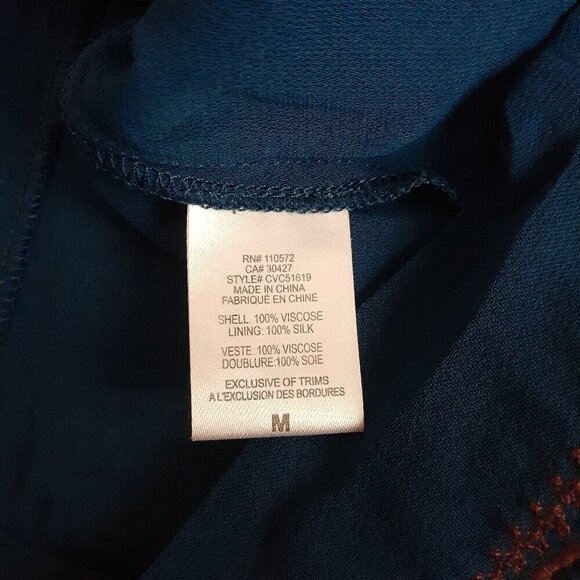 RN# 110572
CA# 30427
STYLE# CVC51619
MADE IN CHINA
FABRIQUÉ EN CHINE
SHELL: 100% VISCOSE
LINING: 100% SILK
VESTE: 100% VISCOSE
DOUBLURE:100% SOIE
EXCLUSIVE OF TRIMS
A L'EXCLUSION DES BORDURES
M